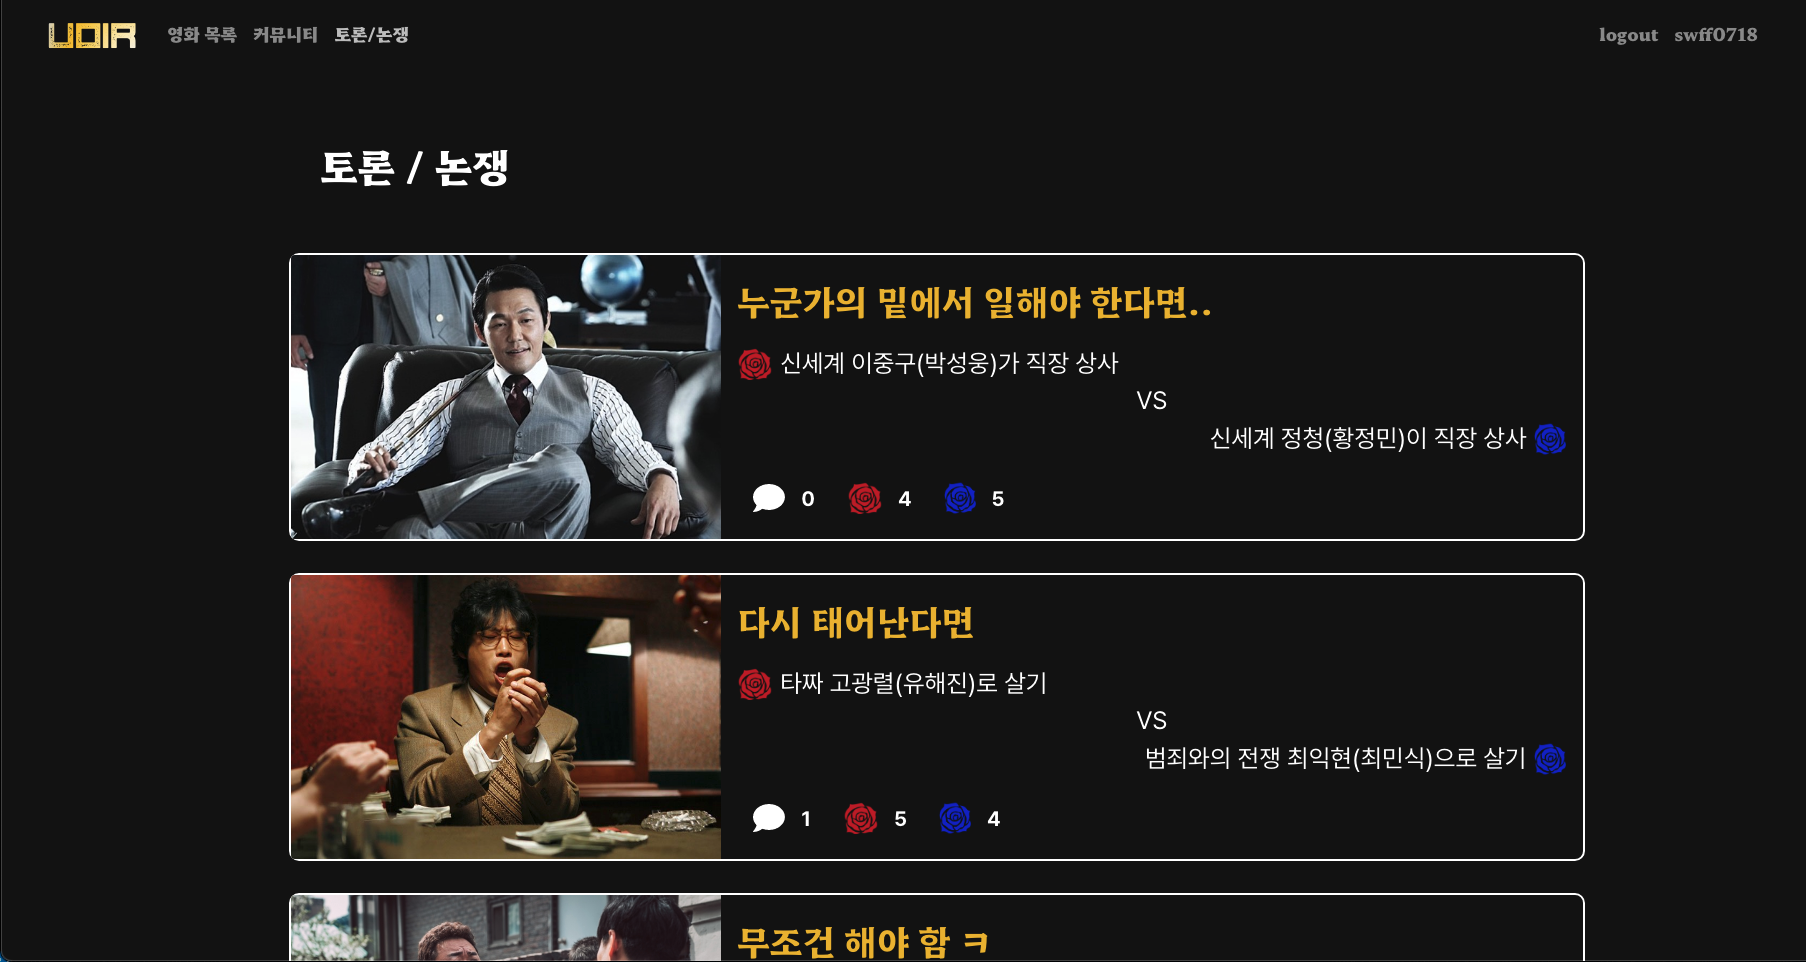 UOIR 영화 목록 커뮤니티 토론/논쟁 logout swff0718
토론 / 논쟁
누군가의 밑에서 일해야 한다면..
신세계 이중구(박성웅)가 직장 상사
VS
신세계 정청(황정민)이 직장 상사
0 4 5
다시 태어난다면
타짜 고광렬(유해진)로 살기
VS
범죄와의 전쟁 최익현(최민식)으로 살기
1 5 4
무조건 해야 함 ㅋ